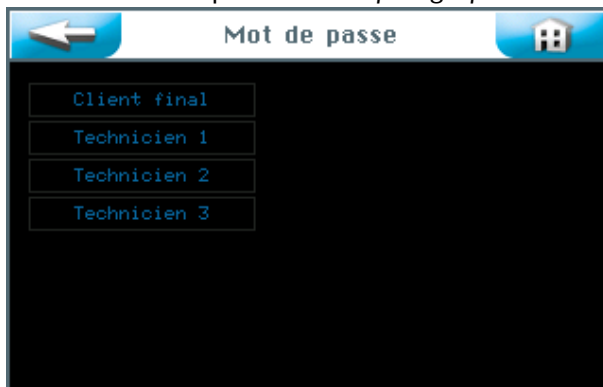 Mot de passe
Client final
Technicien 1
Technicien 2
Technicien 3